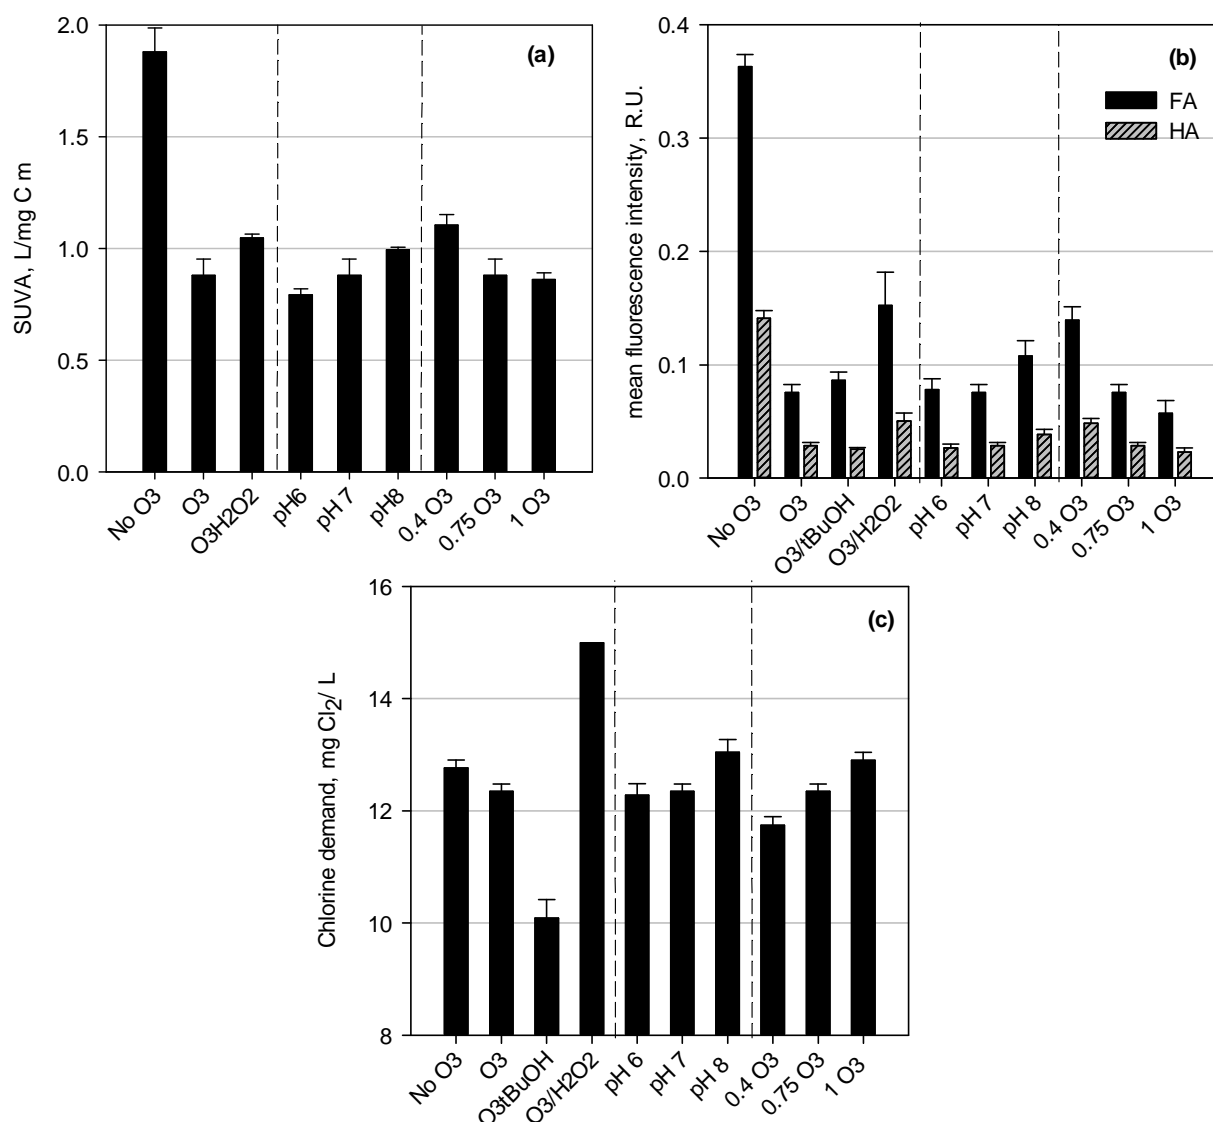 (a)
SUVA, L/mg C m
2.0
1.5
1.0
0.5
0.0
No O3
O3
O3H2O2
pH6
pH 7
pH8
0.4 O3
0.75 O3
1 O3
(b)
FA
HA
mean fluorescence intensity, R.U.
0.4
0.3
0.2
0.1
0.0
No O3
O3
O3/tBuOH
O3/H2O2
pH 6
pH 7
pH 8
0.4 O3
0.75 O3
1 O3
(c)
Chlorine demand, mg Cl2/ L
16
14
12
10
8
No O3
O3
O3tBuOH
O3/H2O2
pH 6
pH 7
pH 8
0.4 O3
0.75 O3
1 O3